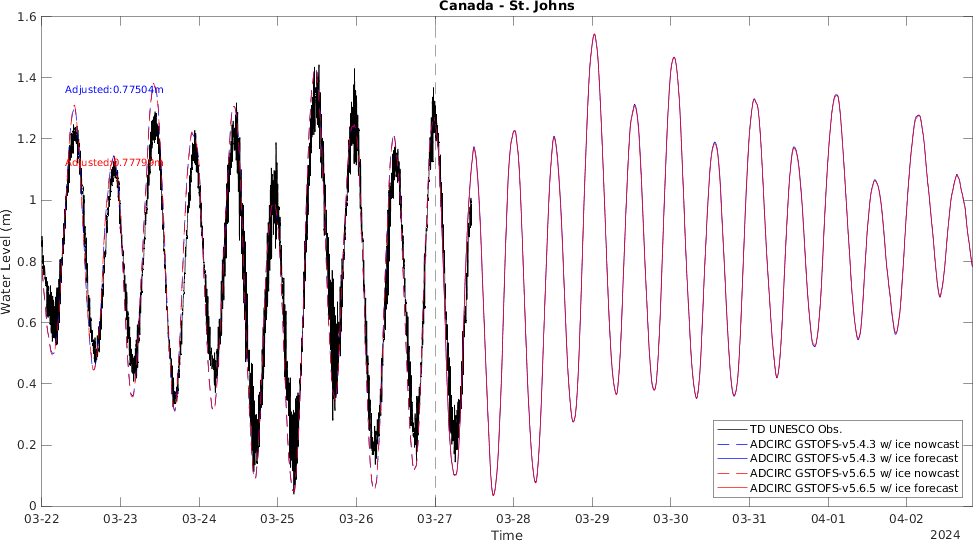 Canada - St. Johns
1.6
1.4
1.2
1
0.8
0.6
0.4
0.2
0
Water Level (m)
Adjusted:0.77504m
Adjusted:
TD UNESCO Obs.
ADCIRC GSTOFS-v5.4.3 w/ ice nowcast
ADCIRC GSTOFS-v5.4.3 w/ ice forecast
ADCIRC GSTOFS-v5.6.5 w/ ice nowcast
ADCIRC GSTOFS-v5.6.5 w/ ice forecast
03-22 03-23 03-24 03-25 03-26 03-27 03-28 03-29 03-30 03-31 04-01 04-02
Time
2024